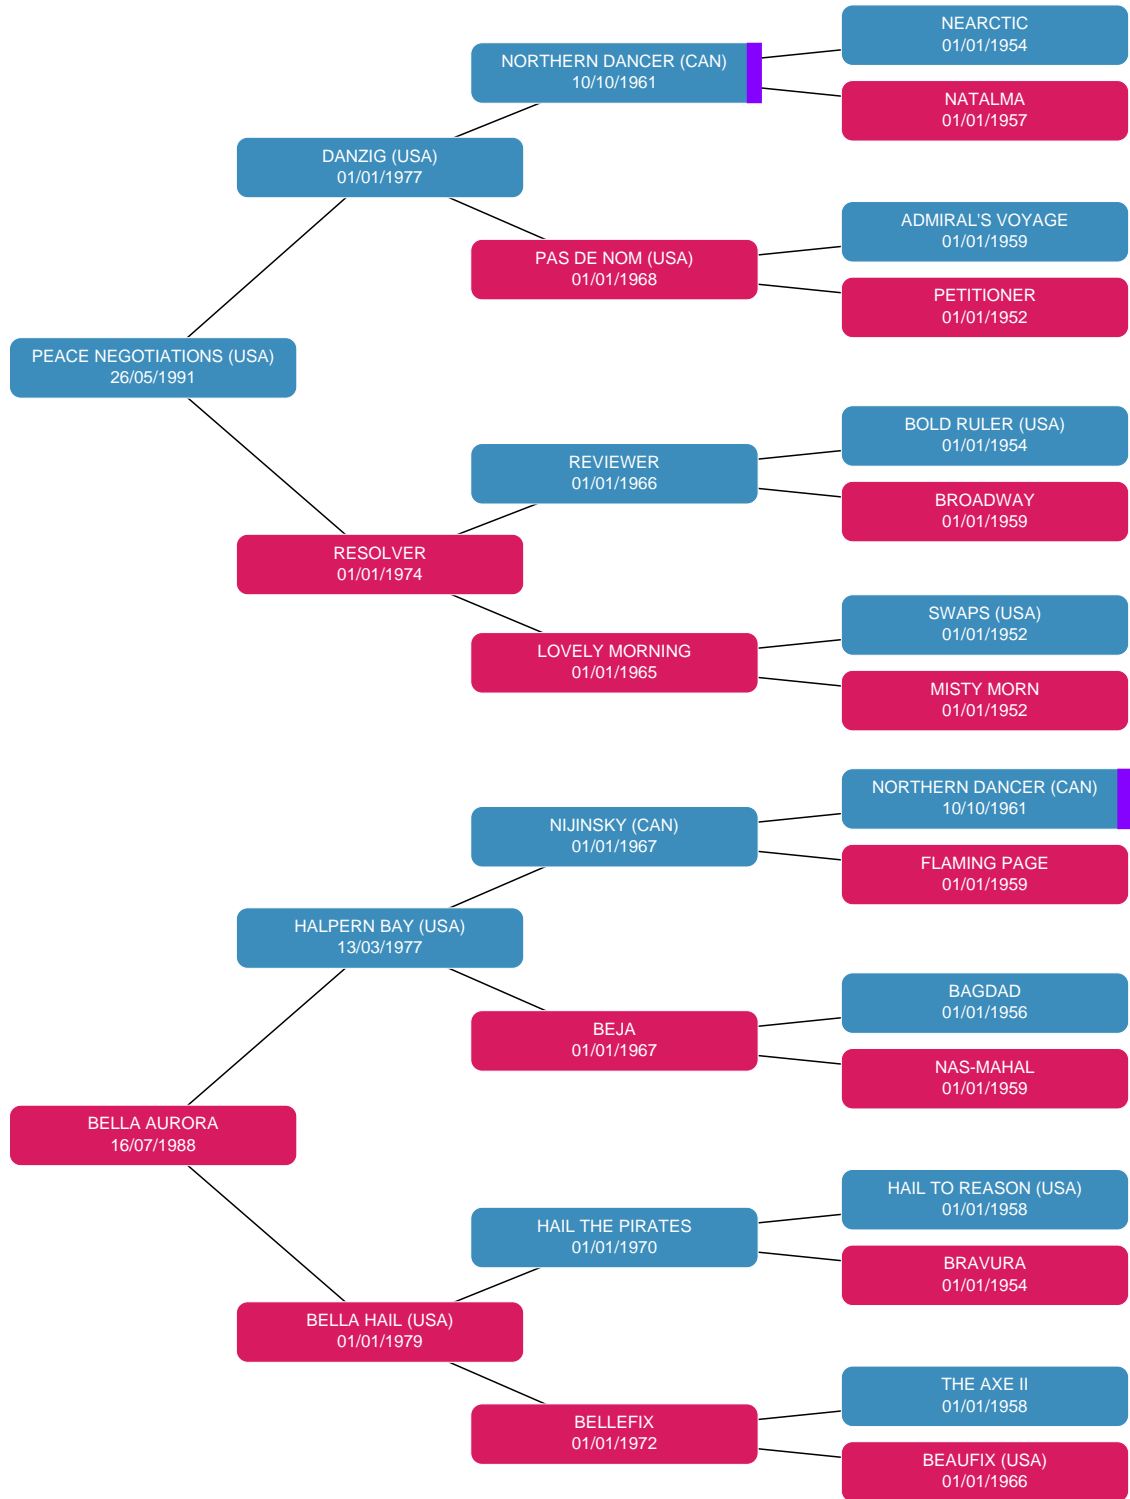 NEARCTIC
01/01/1954
NORTHERN DANCER (CAN)
10/10/1961
NATALMA
01/01/1957
DANZIG (USA)
01/01/1977
ADMIRAL'S VOYAGE
01/01/1959
PAS DE NOM (USA)
01/01/1968
PETITIONER
01/01/1952
PEACE NEGOTIATIONS (USA)
26/05/1991
BOLD RULER (USA)
01/01/1954
REVIEWER
01/01/1966
BROADWAY
01/01/1959
RESOLVER
01/01/1974
SWAPS (USA)
01/01/1952
LOVELY MORNING
01/01/1965
MISTY MORN
01/01/1952
NORTHERN DANCER (CAN)
10/10/1961
NIJINSKY (CAN)
01/01/1967
FLAMING PAGE
01/01/1959
HALPERN BAY (USA)
13/03/1977
BAGDAD
01/01/1956
BEJA
01/01/1967
NAS-MAHAL
01/01/1959
BELLA AURORA
16/07/1988
HAIL TO REASON (USA)
01/01/1958
HAIL THE PIRATES
01/01/1970
BRAVURA
01/01/1954
BELLA HAIL (USA)
01/01/1979
THE AXE II
01/01/1958
BELLEFIX
01/01/1972
BEAUFIX (USA)
01/01/1966